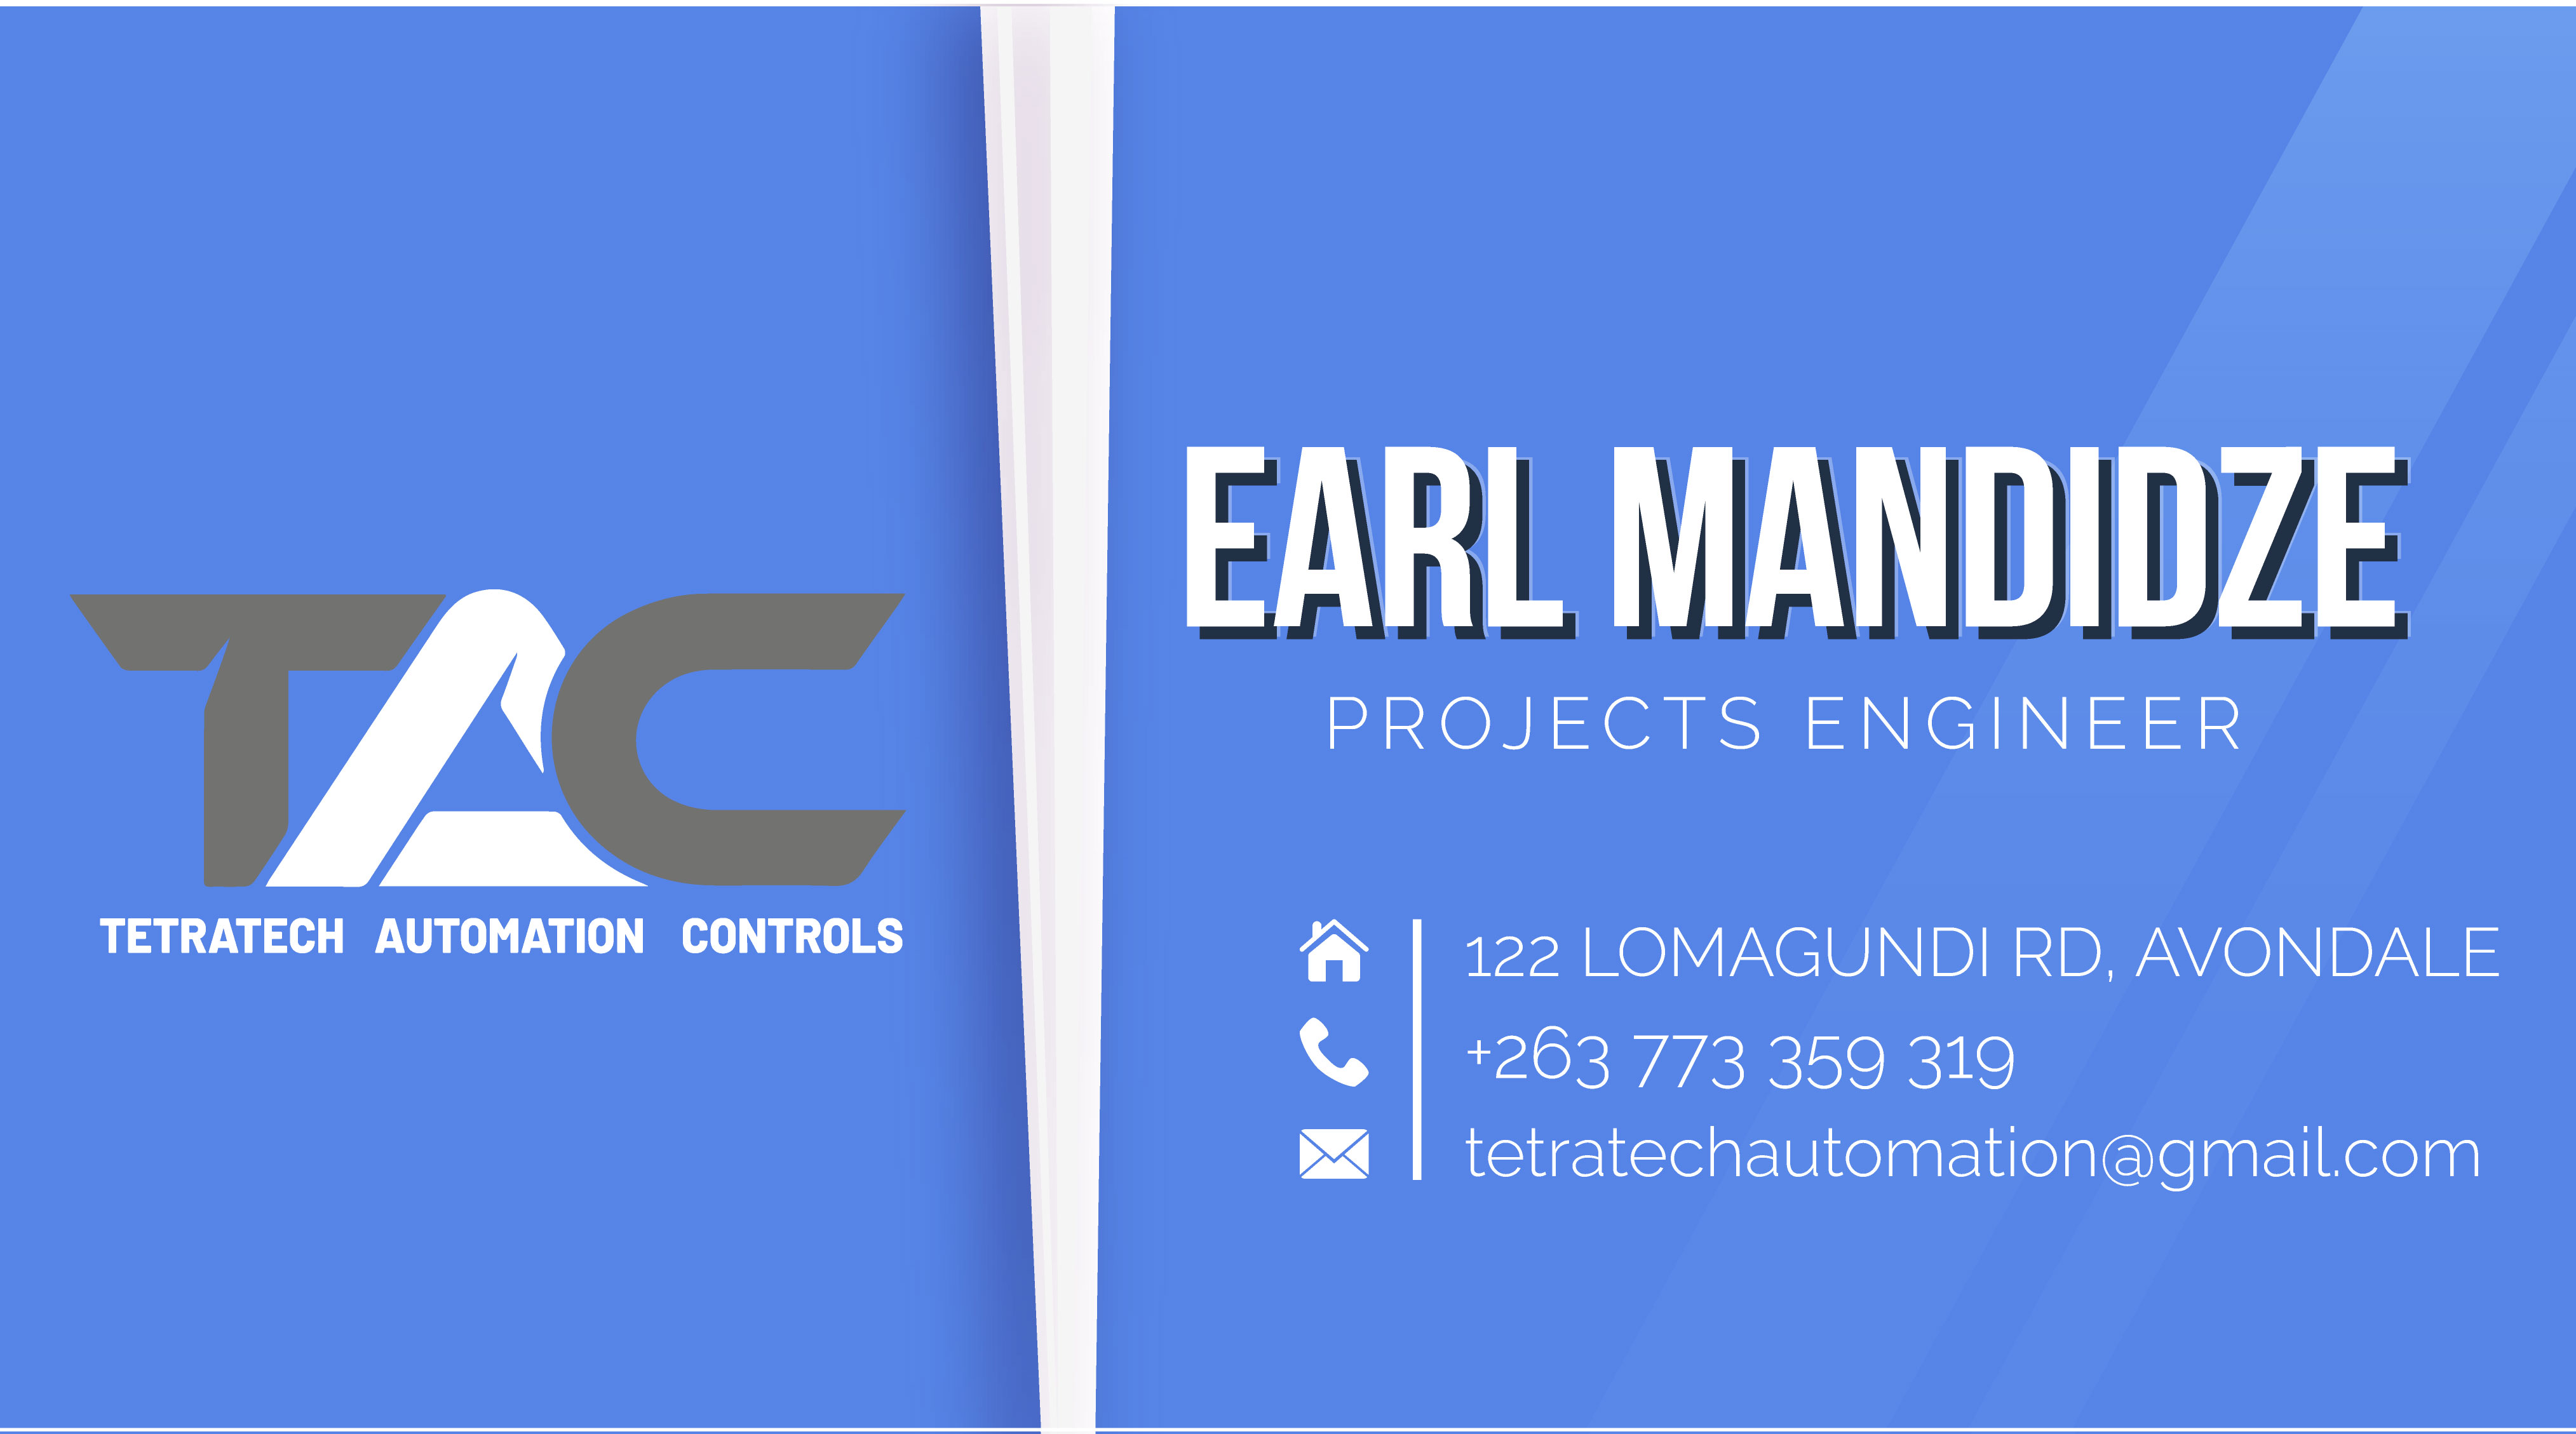 TAC
TETRATECH AUTOMATION CONTROLS
EARL MANDIDZE
PROJECTS ENGINEER
122 LOMAGUNDI RD, AVONDALE
+263 773 359 319
tetratechautomation@gmail.com